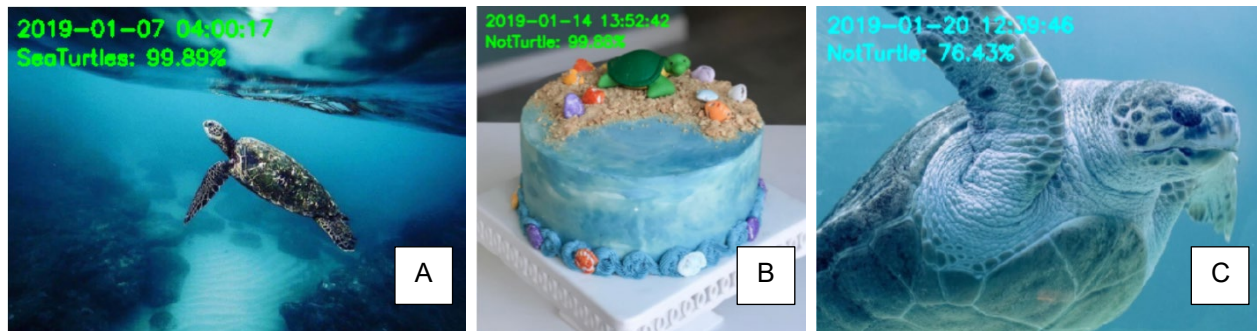 2019-01-07 04:00:17
SeaTurtles: 99.89%
A
2019-01-14 13:52:42
NotTurtle: 99.88%
B
2019-01-20 12:39:46
NotTurtle: 76.43%
C